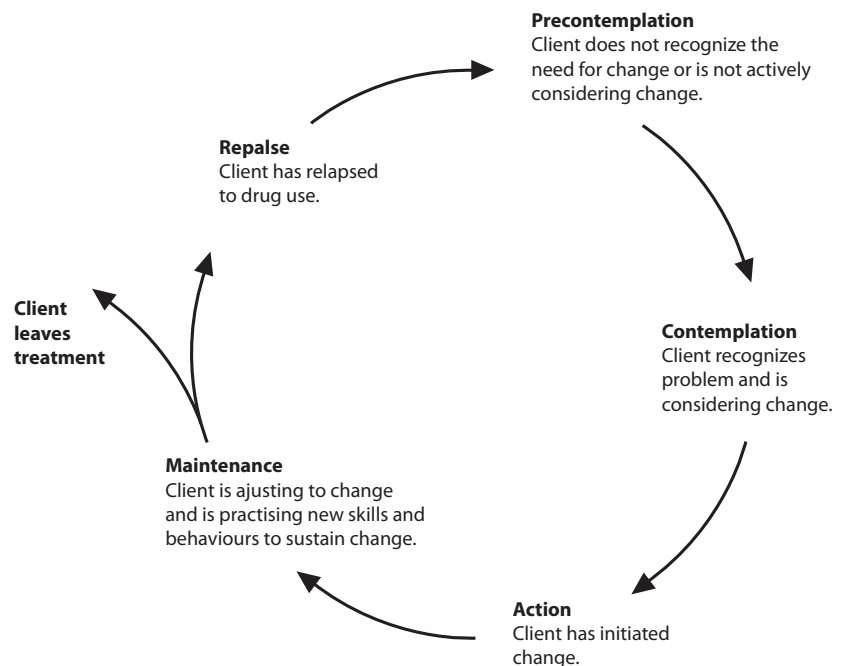 Precontemplation
Client does not recognize the
need for change or is not actively
considering change.
Contemplation
Client recognizes
problem and is
considering change.
Action
Client has initiated
change.
Maintenance
Client is ajusting to change
and is practising new skills and
behaviours to sustain change.
Client
leaves
treatment
Repalse
Client has relapsed
to drug use.